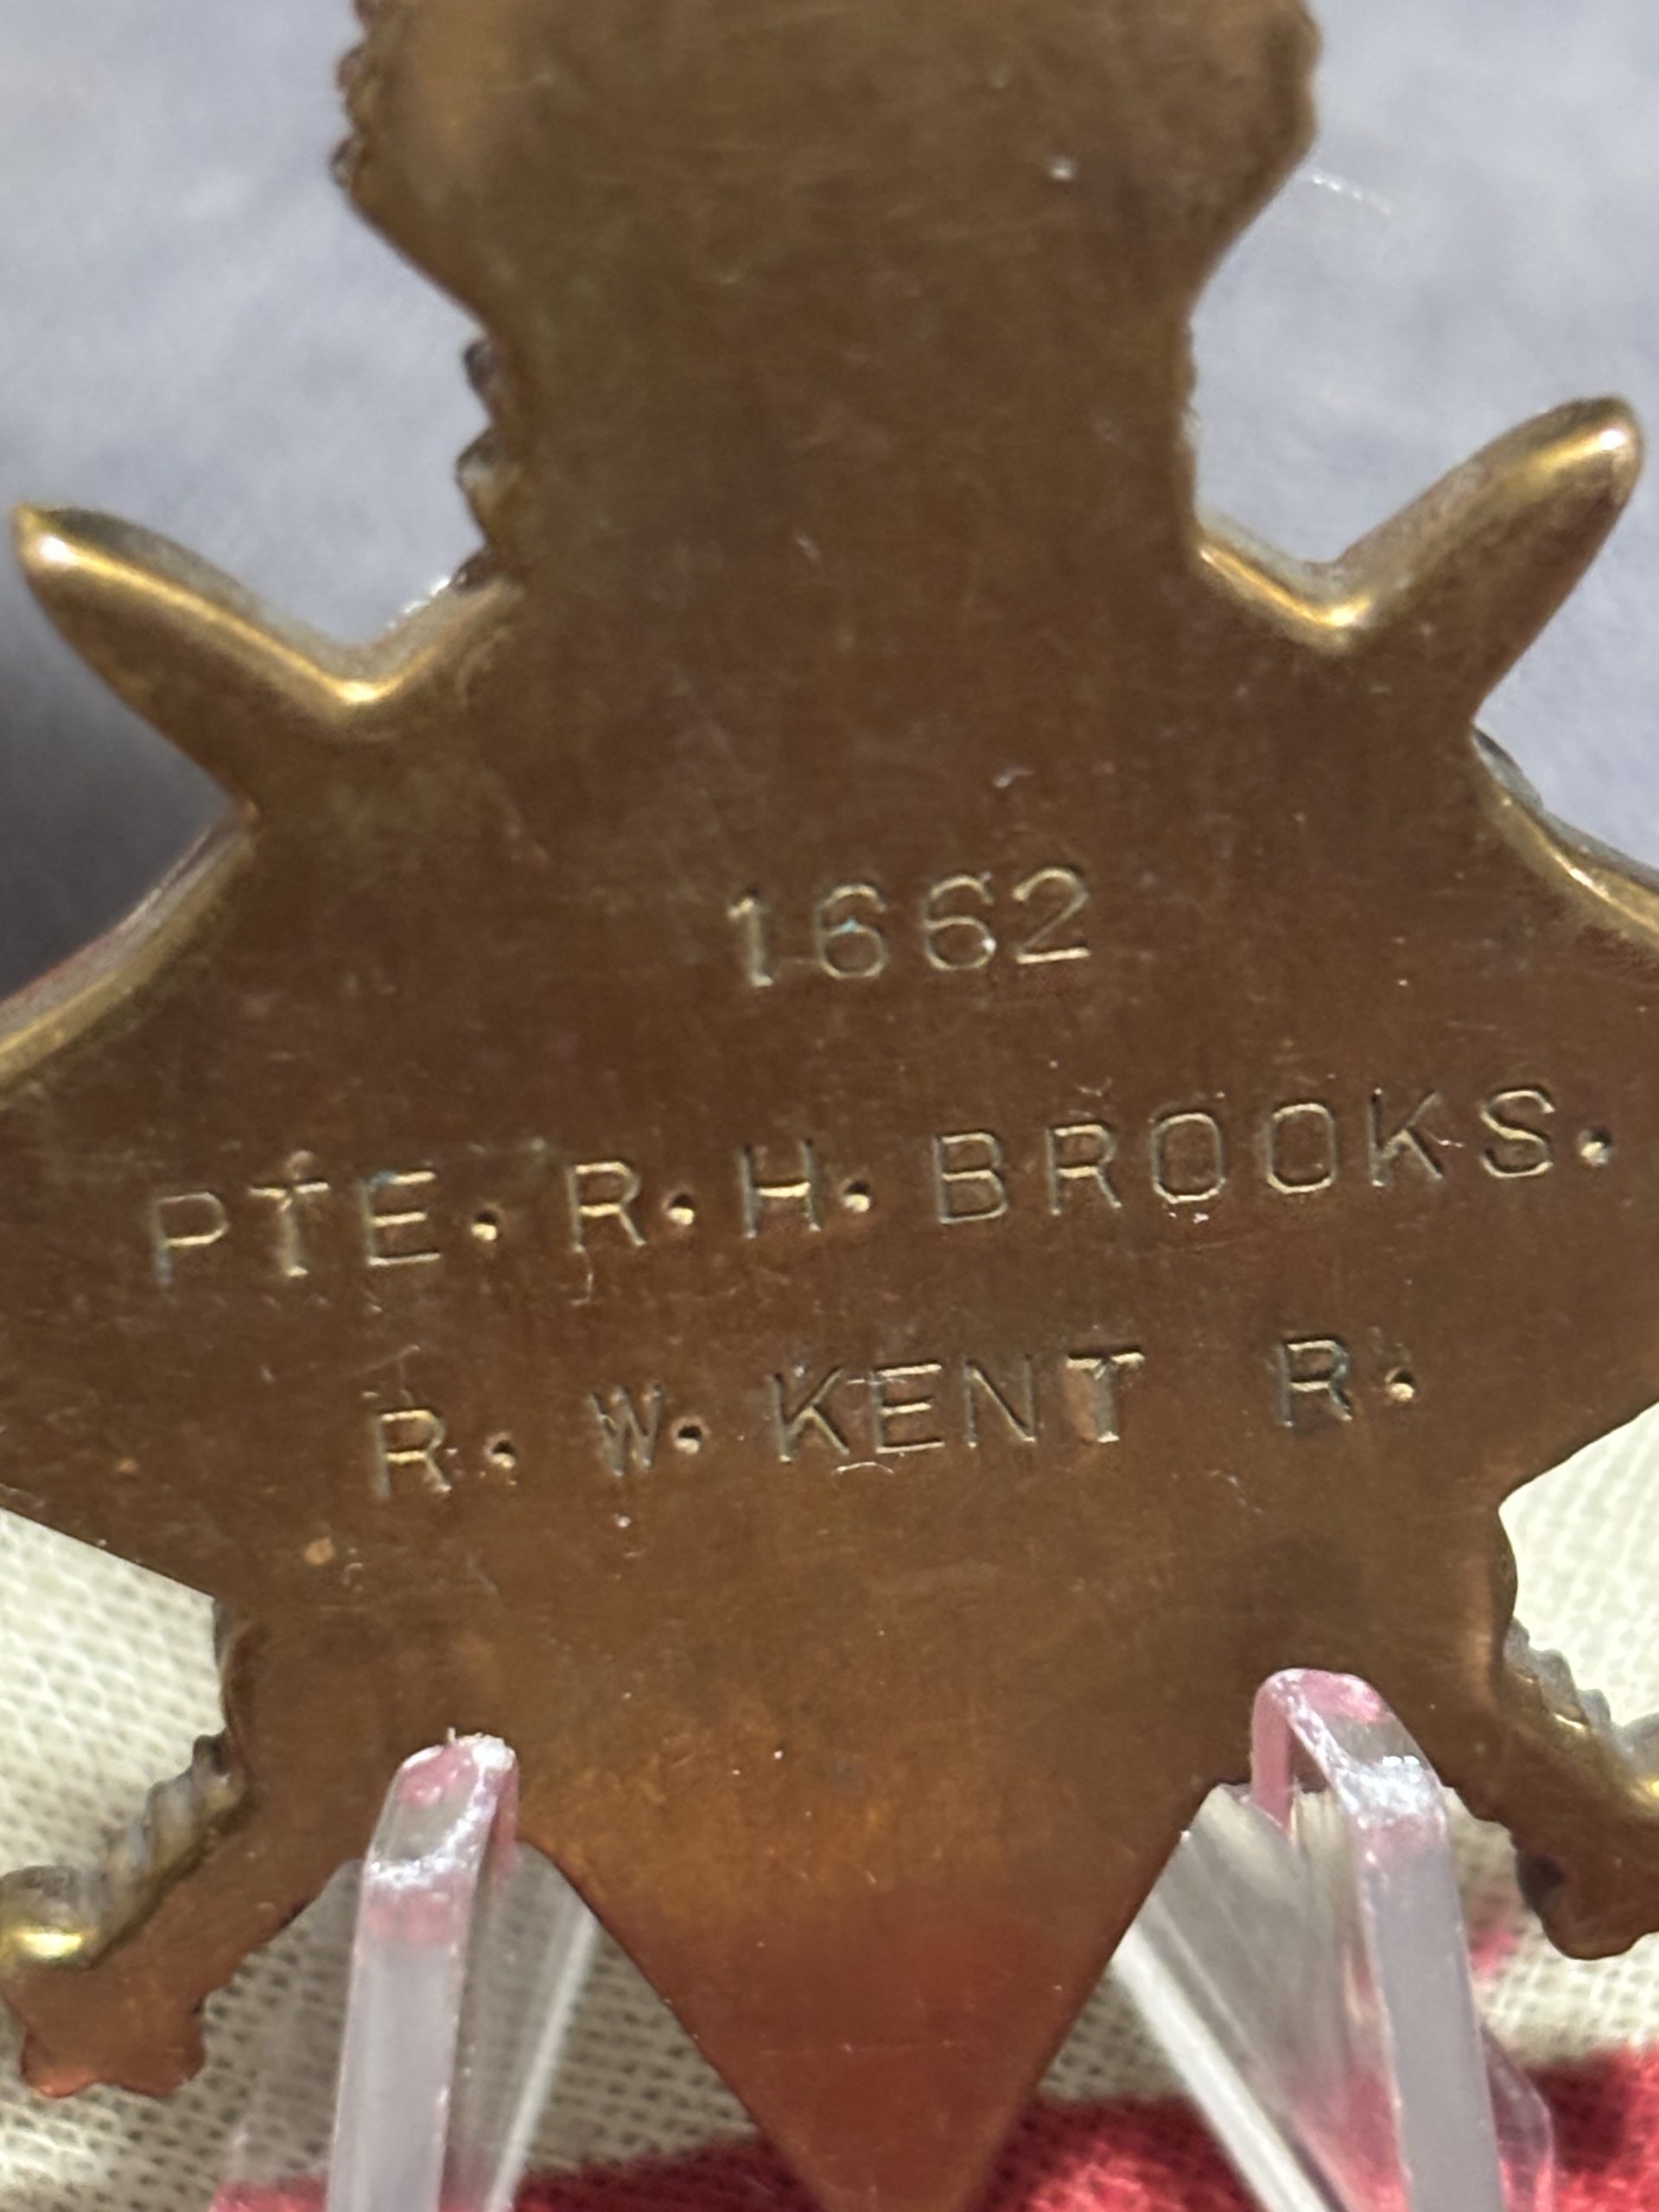 1662
PTE. R. H. BROOKS.
R. W. KENT R.